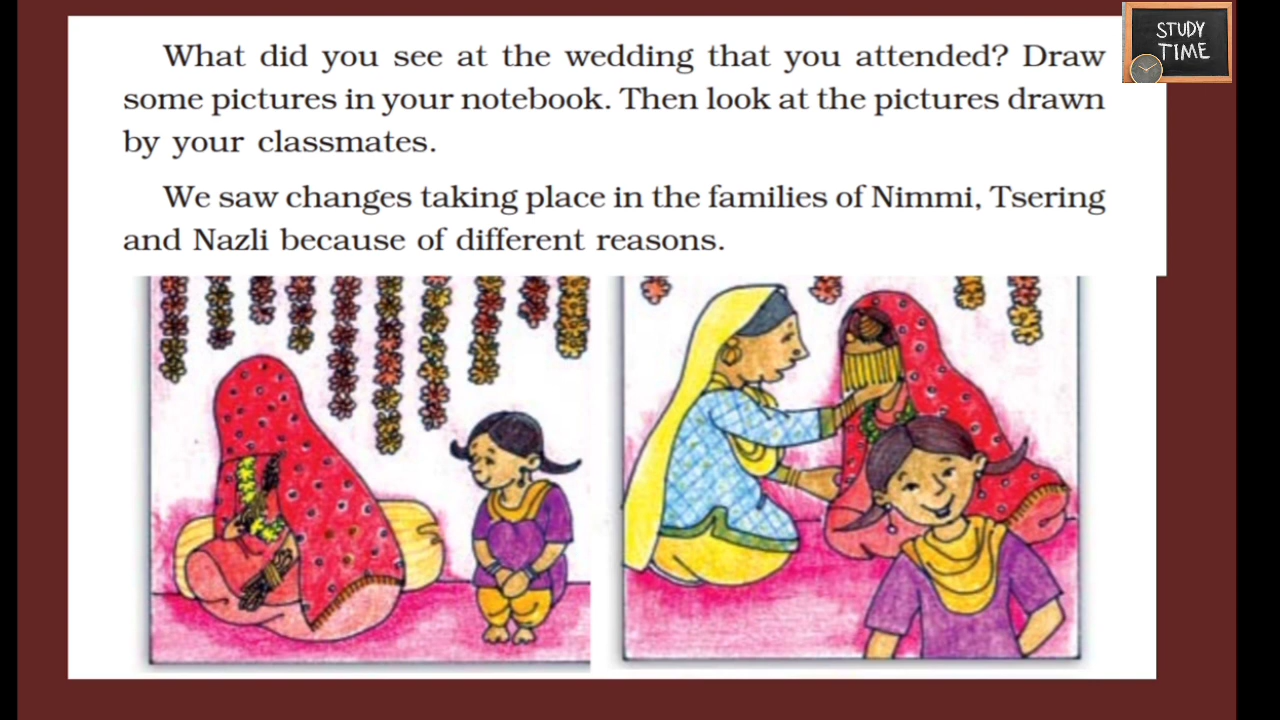 What did you see at the wedding that you attended? Draw
some pictures in your notebook. Then look at the pictures drawn
by your classmates.
We saw changes taking place in the families of Nimmi, Tsering
and Nazli because of different reasons.
STUDY
TIME